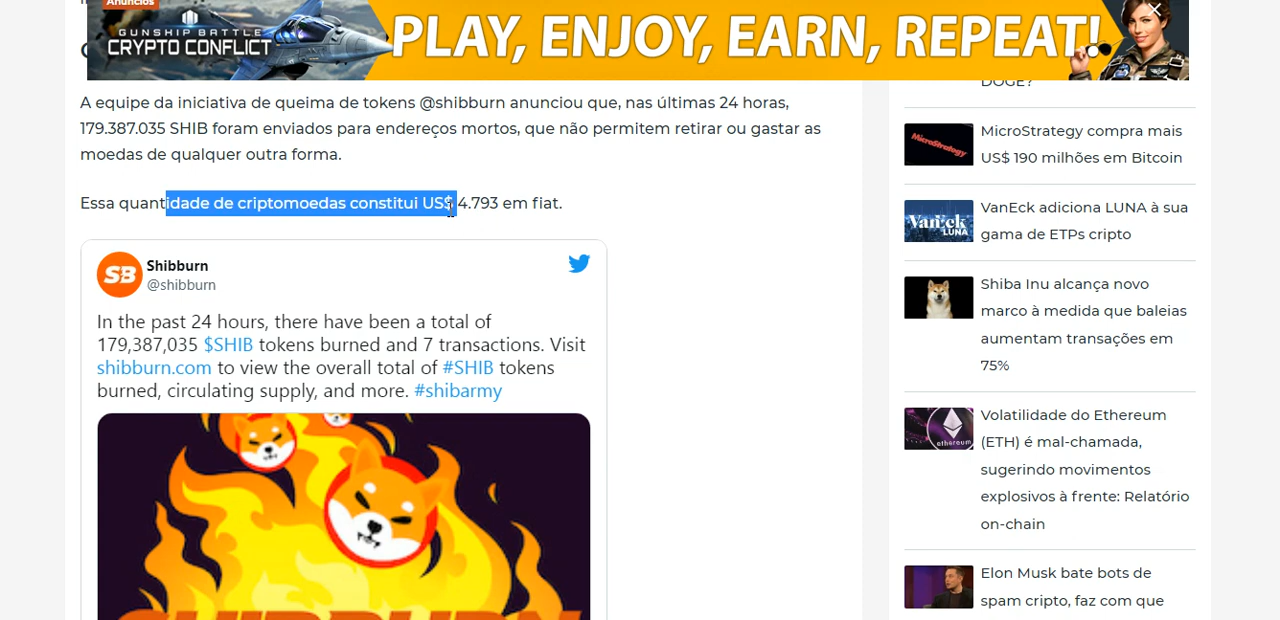 Anúncios
GUNSHIP BATTLE
CRYPTO CONFLICT
PLAY, ENJOY, EARN, REPEAT!
A equipe da iniciativa de queima de tokens @shibburn anunciou que, nas últimas 24 horas,
179.387.035 SHIB foram enviados para endereços mortos, que não permitem retirar ou gastar as
moedas de qualquer outra forma.
Essa quantidade de criptomoedas constitui US$ 4.793 em fiat.
SB
Shibburn
@shibburn
In the past 24 hours, there have been a total of
179,387,035 $SHIB tokens burned and 7 transactions. Visit
shibburn.com to view the overall total of #SHIB tokens
burned, circulating supply, and more. #shibarmy
SHIBBURN
DOGE?
MicroStrategy
MicroStrategy compra mais
US$ 190 milhões em Bitcoin
VanEck
LUNA
VanEck adiciona LUNA à sua
gama de ETPs cripto
Shiba Inu alcança novo
marco à medida que baleias
aumentam transações em
75%
ethereum
Volatilidade do Ethereum
(ETH) é mal-chamada,
sugerindo movimentos
explosivos à frente: Relatório
on-chain
Elon Musk bate bots de
spam cripto, faz com que